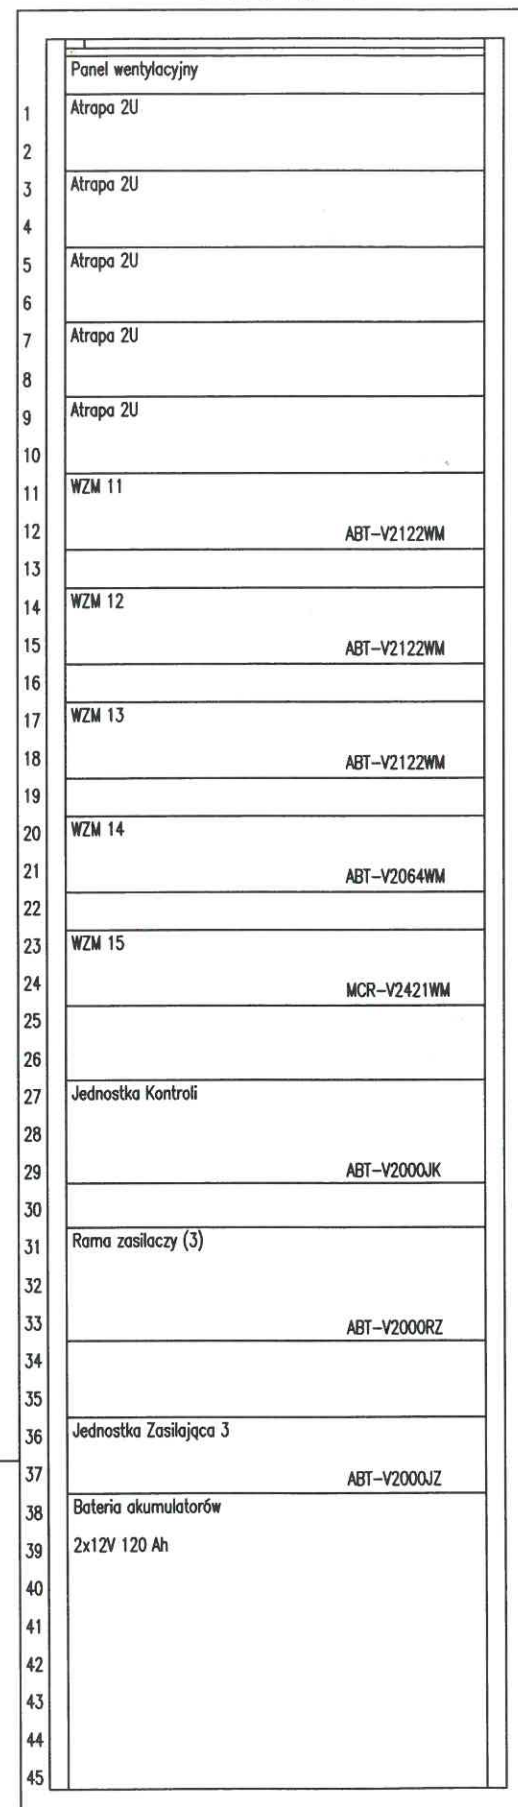 Panel wentylacyjny
1 Atrapa 2U
2
3 Atrapa 2U
4
5 Atrapa 2U
6
7 Atrapa 2U
8
9 Atrapa 2U
10
11 WZM 11
12 ABT-V2122WM
13
14 WZM 12
15 ABT-V2122WM
16
17 WZM 13
18 ABT-V2122WM
19
20 WZM 14
21 ABT-V2064WM
22
23 WZM 15
24 MCR-V2421WM
25
26
27 Jednostka Kontroli
28
29 ABT-V2000JK
30
31 Rama zasilaczy (3)
32
33 ABT-V2000RZ
34
35
36 Jednostka Zasilająca 3
37 ABT-V2000JZ
38 Bateria akumulatorów
39 2x12V 120 Ah
40
41
42
43
44
45